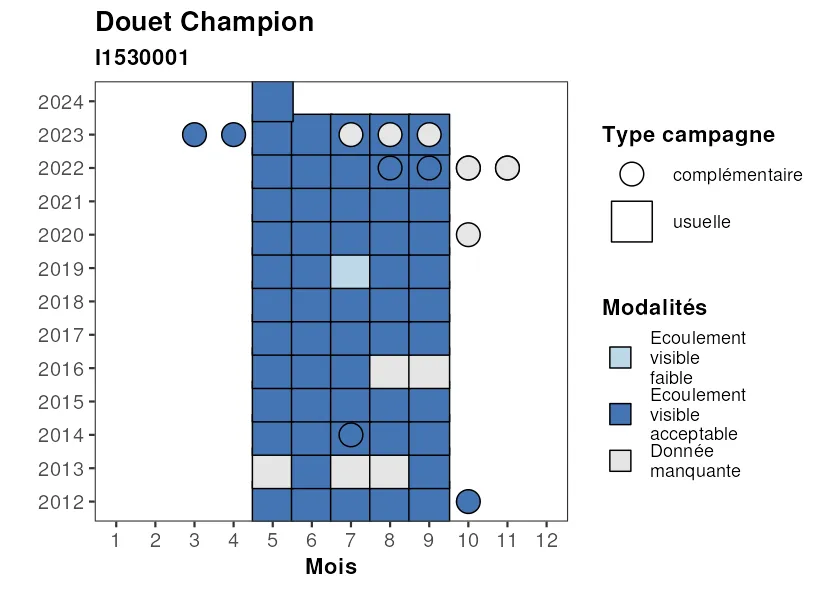 Douet Champion
I1530001
2024
2023
2022
2021
2020
2019
2018
2017
2016
2015
2014
2013
2012
1 2 3 4 5 6 7 8 9 10 11 12
Mois
Type campagne
complémentaire
usuelle
Modalités
Ecoulement
visible
faible
Ecoulement
visible
acceptable
Donnée
manquante